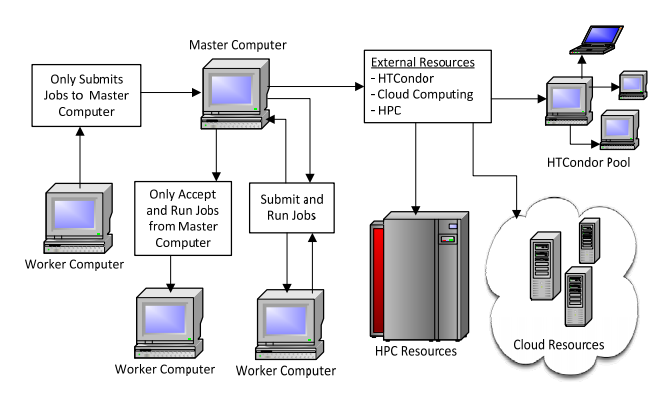 Master Computer
Only Submits
Jobs to Master
Computer
External Resources
- HTCondor
- Cloud Computing
- HPC
HTCondor Pool
Only Accept
and Run Jobs
from Master
Computer
Submit and
Run Jobs
Worker Computer
Worker Computer
Worker Computer
HPC Resources
Cloud Resources